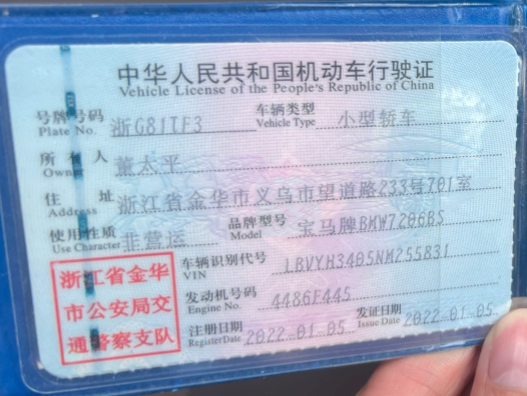 中华人民共和国机动车行驶证
Vehicle License of the People's Republic of China
号牌号码 浙G81TF3 车辆类型 小型轿车
Plate No. Vehicle Type
所有人 董太平
Owner
住址 浙江省金华市义乌市望道路233号701室
Address
使用性质 非营运 品牌型号 宝马牌BMW7206BS
Use Character Model
车辆识别代号 LBVYH3405NM255831
VIN
发动机号码 4486F445
Engine No.
注册日期 2022-01-05 发证日期 2022-01-05
Register Date Issue Date
浙江省金华
市公安局交
通警察支队